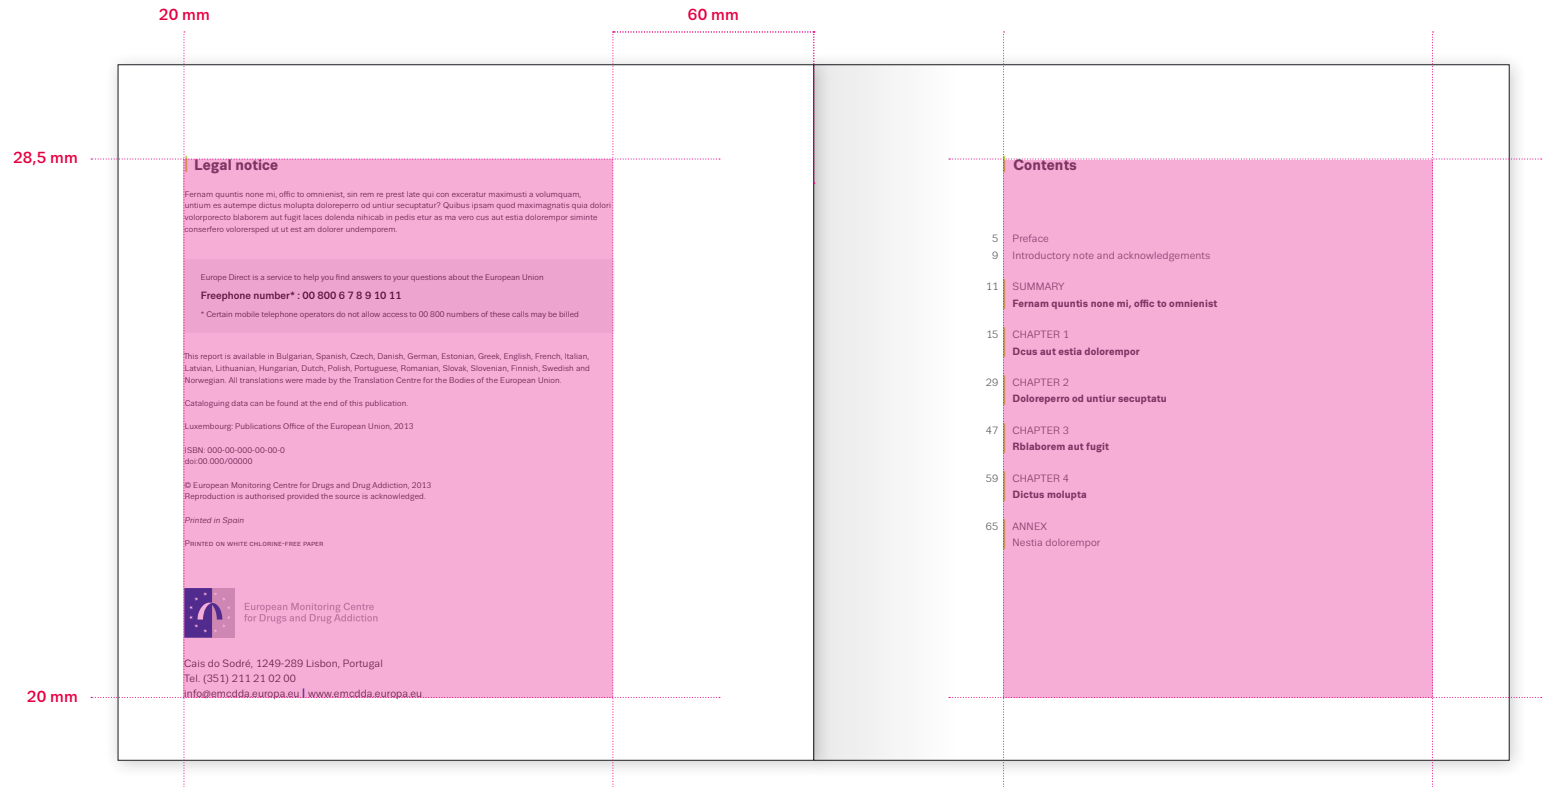 20 mm
60 mm
28,5 mm
Legal notice
Fernam quuntis none mi, offic to omnienist, sin rem re prest late qui con exceratur maximusti a volumquam,
untium es autempe dictus molupta doloreperro od untiur secuptatur? Quibus ipsam quod maximagnatis quia dolori
volorporecto blaborem aut fugit laces dolenda nihicab in pedis etur as ma vero cus aut estia dolorempor siminte
conserfero volorersped ut ut est am dolorer undemporem.
Europe Direct is a service to help you find answers to your questions about the European Union
Freephone number* : 00 800 6 7 8 9 10 11
* Certain mobile telephone operators do not allow access to 00 800 numbers of these calls may be billed
This report is available in Bulgarian, Spanish, Czech, Danish, German, Estonian, Greek, English, French, Italian,
Latvian, Lithuanian, Hungarian, Dutch, Polish, Portuguese, Romanian, Slovak, Slovenian, Finnish, Swedish and
Norwegian. All translations were made by the Translation Centre for the Bodies of the European Union.
Cataloguing data can be found at the end of this publication.
Luxembourg: Publications Office of the European Union, 2013
ISBN: 000-00-000-00-00-0
doi:00.000/00000
© European Monitoring Centre for Drugs and Drug Addiction, 2013
Reproduction is authorised provided the source is acknowledged.
Printed in Spain
Printed on white chlorine-free paper
European Monitoring Centre
for Drugs and Drug Addiction
Cais do Sodré, 1249-289 Lisbon, Portugal
Tel. (351) 211 21 02 00
info@emcdda.europa.eu | www.emcdda.europa.eu
20 mm
Contents
5 Preface
9 Introductory note and acknowledgements
11 SUMMARY
Fernam quuntis none mi, offic to omnienist
15 CHAPTER 1
Dcus aut estia dolorempor
29 CHAPTER 2
Doloreperro od untiur secuptatu
47 CHAPTER 3
Rblaborem aut fugit
59 CHAPTER 4
Dictus molupta
65 ANNEX
Nestia dolorempor